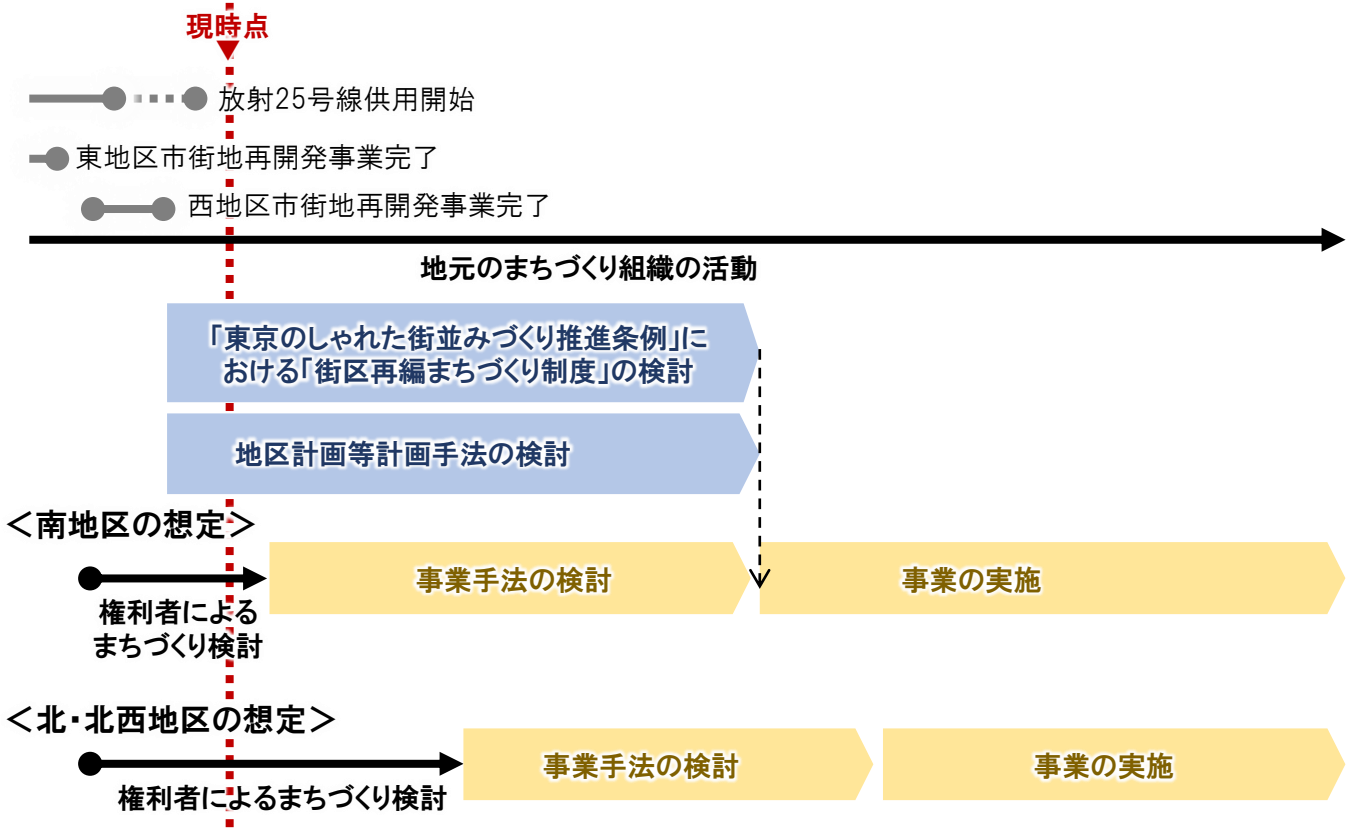 現時点
放射25号線供用開始
東地区市街地再開発事業完了
西地区市街地再開発事業完了
地元のまちづくり組織の活動
「東京のしゃれた街並みづくり推進条例」に
おける「街区再編まちづくり制度」の検討
地区計画等計画手法の検討
＜南地区の想定＞
事業手法の検討
事業の実施
権利者による
まちづくり検討
＜北・北西地区の想定＞
事業手法の検討
事業の実施
権利者によるまちづくり検討